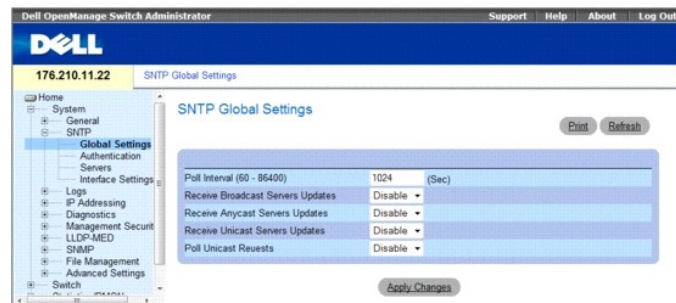 Dell OpenManage Switch Administrator
Support Help About Log Out
DELL
176.210.11.22
SNTP Global Settings
Home
System
General
SNTP
Global Settings
Authentication
Servers
Interface Settings
Logs
IP Addressing
Diagnostics
Management Securit
LLDP-MED
SNMP
File Management
Advanced Settings
Switch
SNTP Global Settings
Print Refresh
Poll Interval (60 - 86400) 1024 (Sec)
Receive Broadcast Servers Updates Disable
Receive Anycast Servers Updates Disable
Receive Unicast Servers Updates Disable
Poll Unicast Reuests Disable
Apply Changes